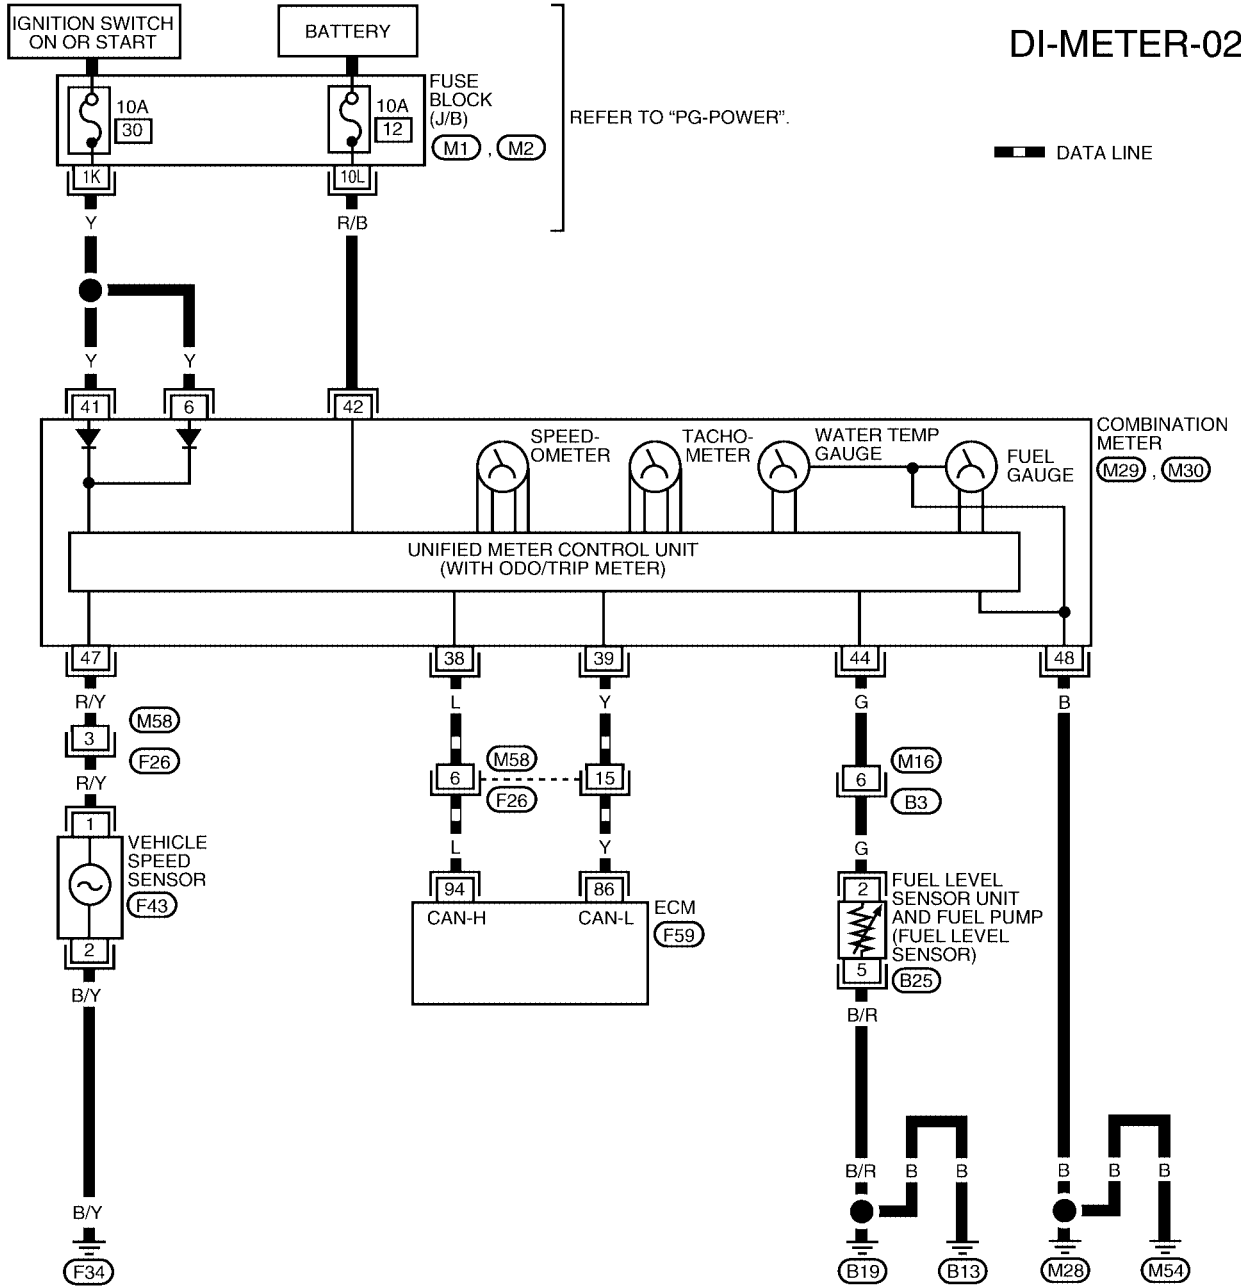 IGNITION SWITCH
ON OR START
BATTERY
DI-METER-02
10A
30
10A
12
FUSE
BLOCK
(J/B)
M1 , M2
REFER TO “PG-POWER”.
DATA LINE
1K
10L
Y
R/B
Y
Y
41
6
42
SPEED-
OMETER
TACHO-
METER
WATER TEMP
GAUGE
FUEL
GAUGE
COMBINATION
METER
M29 , M30
UNIFIED METER CONTROL UNIT
(WITH ODO/TRIP METER)
47
38
39
44
48
R/Y
L
Y
G
B
3
M58
F26
6
M58
F26
15
6
M16
B3
R/Y
L
Y
G
1
VEHICLE
SPEED
SENSOR
F43
2
94
86
CAN-H
CAN-L
ECM
F59
2
FUEL LEVEL
SENSOR UNIT
AND FUEL PUMP
(FUEL LEVEL
SENSOR)
5
B25
B/Y
B/R
B/R
B
B
B
B
B
B/Y
F34
B19
B13
M28
M54